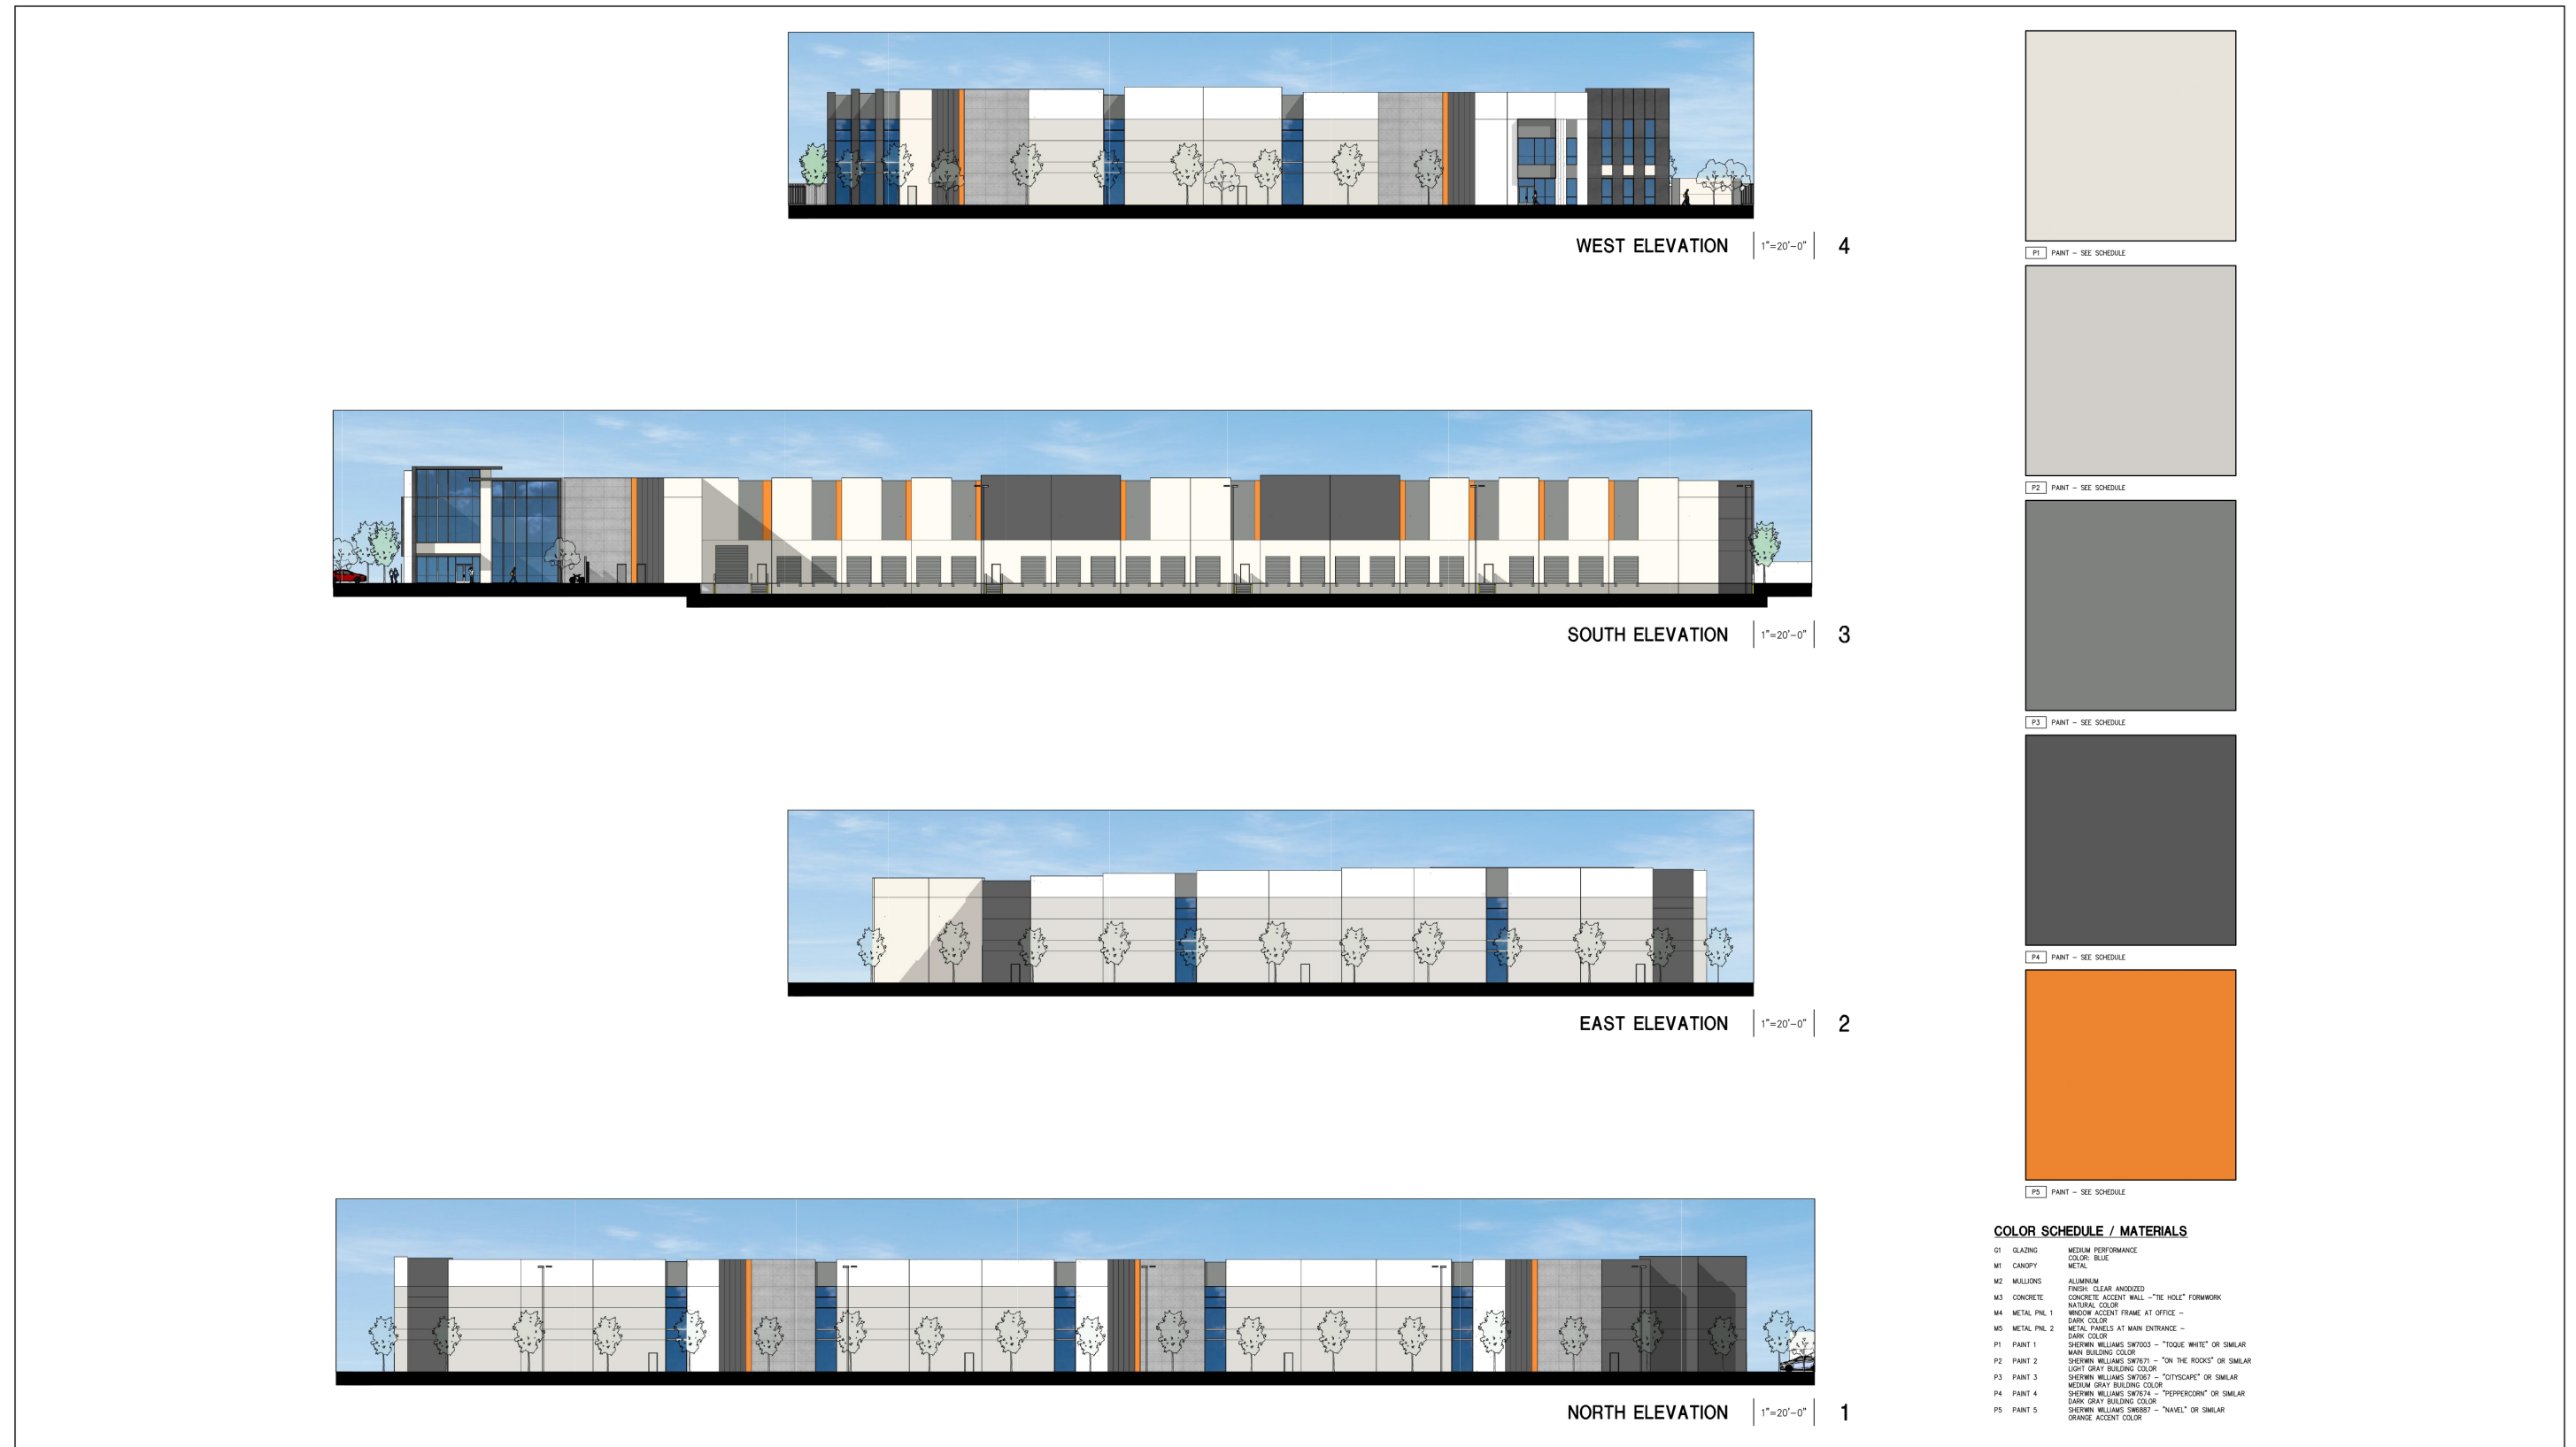 WEST ELEVATION 1"=20'-0" 4
SOUTH ELEVATION 1"=20'-0" 3
EAST ELEVATION 1"=20'-0" 2
NORTH ELEVATION 1"=20'-0" 1
P1 PAINT - SEE SCHEDULE
P2 PAINT - SEE SCHEDULE
P3 PAINT - SEE SCHEDULE
P4 PAINT - SEE SCHEDULE
P5 PAINT - SEE SCHEDULE
COLOR SCHEDULE / MATERIALS
G1 GLAZING MEDIUM PERFORMANCE
COLOR: BLUE
M1 CANOPY METAL
M2 MULLIONS ALUMINUM
FINISH: CLEAR ANODIZED
M3 CONCRETE CONCRETE ACCENT WALL -"TIE HOLE" FORMWORK
NATURAL COLOR
M4 METAL PNL 1 WINDOW ACCENT FRAME AT OFFICE -
DARK COLOR
M5 METAL PNL 2 METAL PANELS AT MAIN ENTRANCE -
DARK COLOR
P1 PAINT 1 SHERWIN WILLIAMS SW7003 - "TOQUE WHITE" OR SIMILAR
MAIN BUILDING COLOR
P2 PAINT 2 SHERWIN WILLIAMS SW7671 - "ON THE ROCKS" OR SIMILAR
LIGHT GRAY BUILDING COLOR
P3 PAINT 3 SHERWIN WILLIAMS SW7067 - "CITYSCAPE" OR SIMILAR
MEDIUM GRAY BUILDING COLOR
P4 PAINT 4 SHERWIN WILLIAMS SW7674 - "PEPPERCORN" OR SIMILAR
DARK GRAY BUILDING COLOR
P5 PAINT 5 SHERWIN WILLIAMS SW6887 - "NAVEL" OR SIMILAR
ORANGE ACCENT COLOR